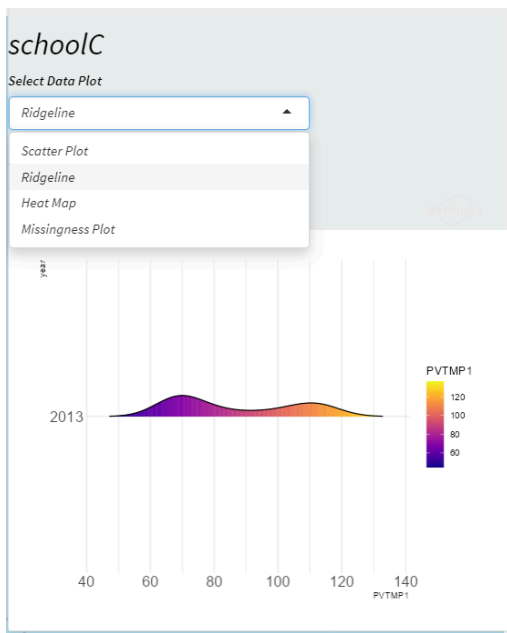 schoolC
Select Data Plot
Ridgeline
Scatter Plot
Ridgeline
Heat Map
Missingness Plot
year
PVTMP1
120
100
80
60
2013
40 60 80 100 120 140
PVTMP1